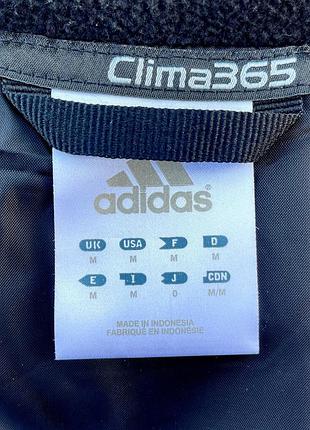 Clima365
adidas®
UK USA F D
M M M M
E I J CDN
M M O M/M
MADE IN INDONESIA
FABRIQUÉ EN INDONÉSIE